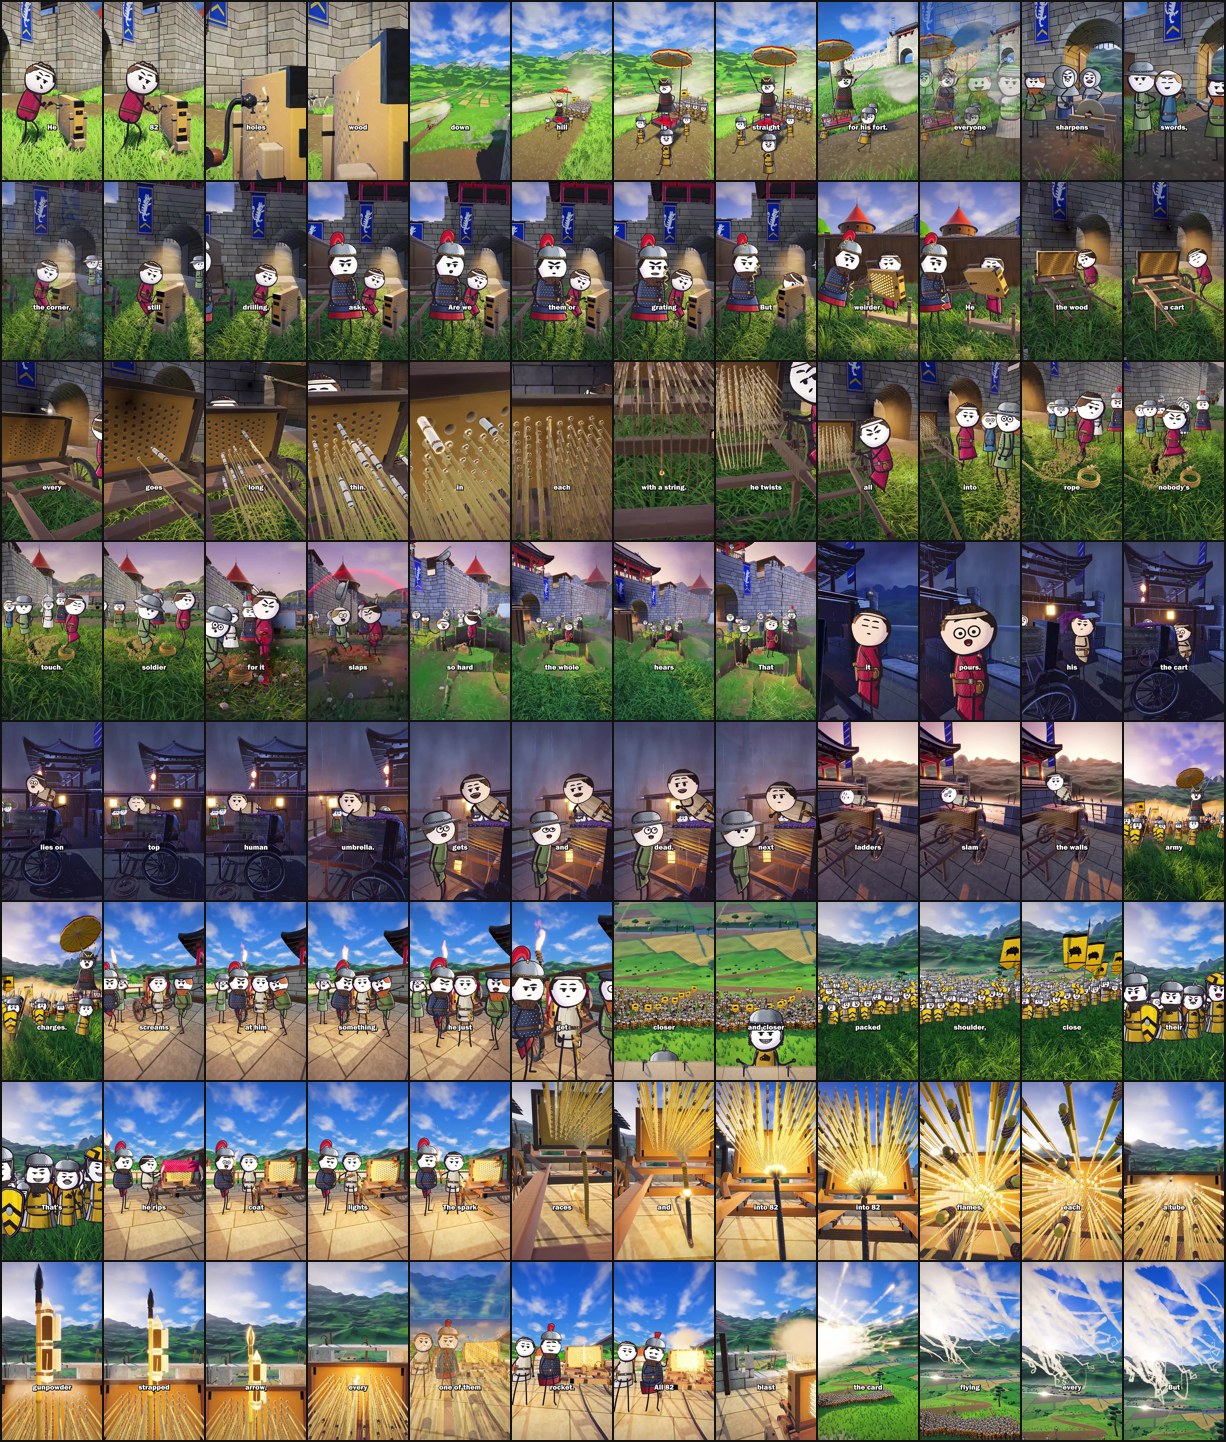 He
82
holes
wood
down
hill
is
straight
for his fort.
everyone
sharpens
swords,
the corner,
still
drilling.
asks,
Are we
them or
grating
But
weirder.
He
the wood
a cart
every
goes
long
thin
in
each
with a string.
he twists
all
into
rope
nobody's
touch.
soldier
for it
slaps
so hard
the whole
hears
That
it
pours.
his
the cart
lies on
top
human
umbrella.
gets
and
dead,
next
ladders
slam
the walls
army
charges.
screams
at him
something,
he just
gets
closer
and closer
packed
shoulder,
close
their
That's
he rips
coat
lights
The spark
races
and
into 82
into 82
flames,
each
a tube
gunpowder
strapped
arrow,
every
one of them
rocket.
All 82
blast
the card
flying
every
But